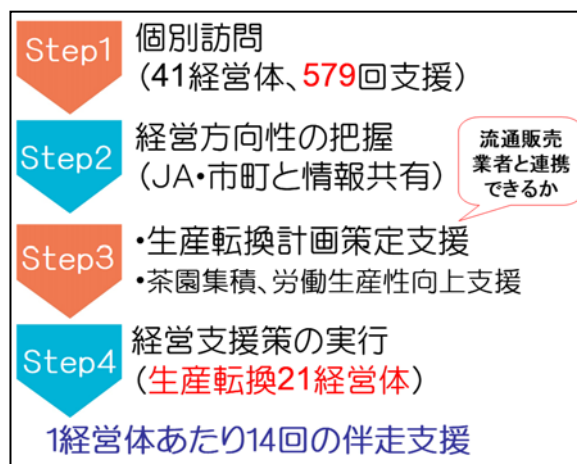 Step1
個別訪問
(41経営体、579回支援)
Step2
経営方向性の把握
(JA・市町と情報共有)
流通販売
業者と連携
できるか
Step3
・生産転換計画策定支援
・茶園集積、労働生産性向上支援
Step4
経営支援策の実行
(生産転換21経営体)
1経営体あたり14回の伴走支援